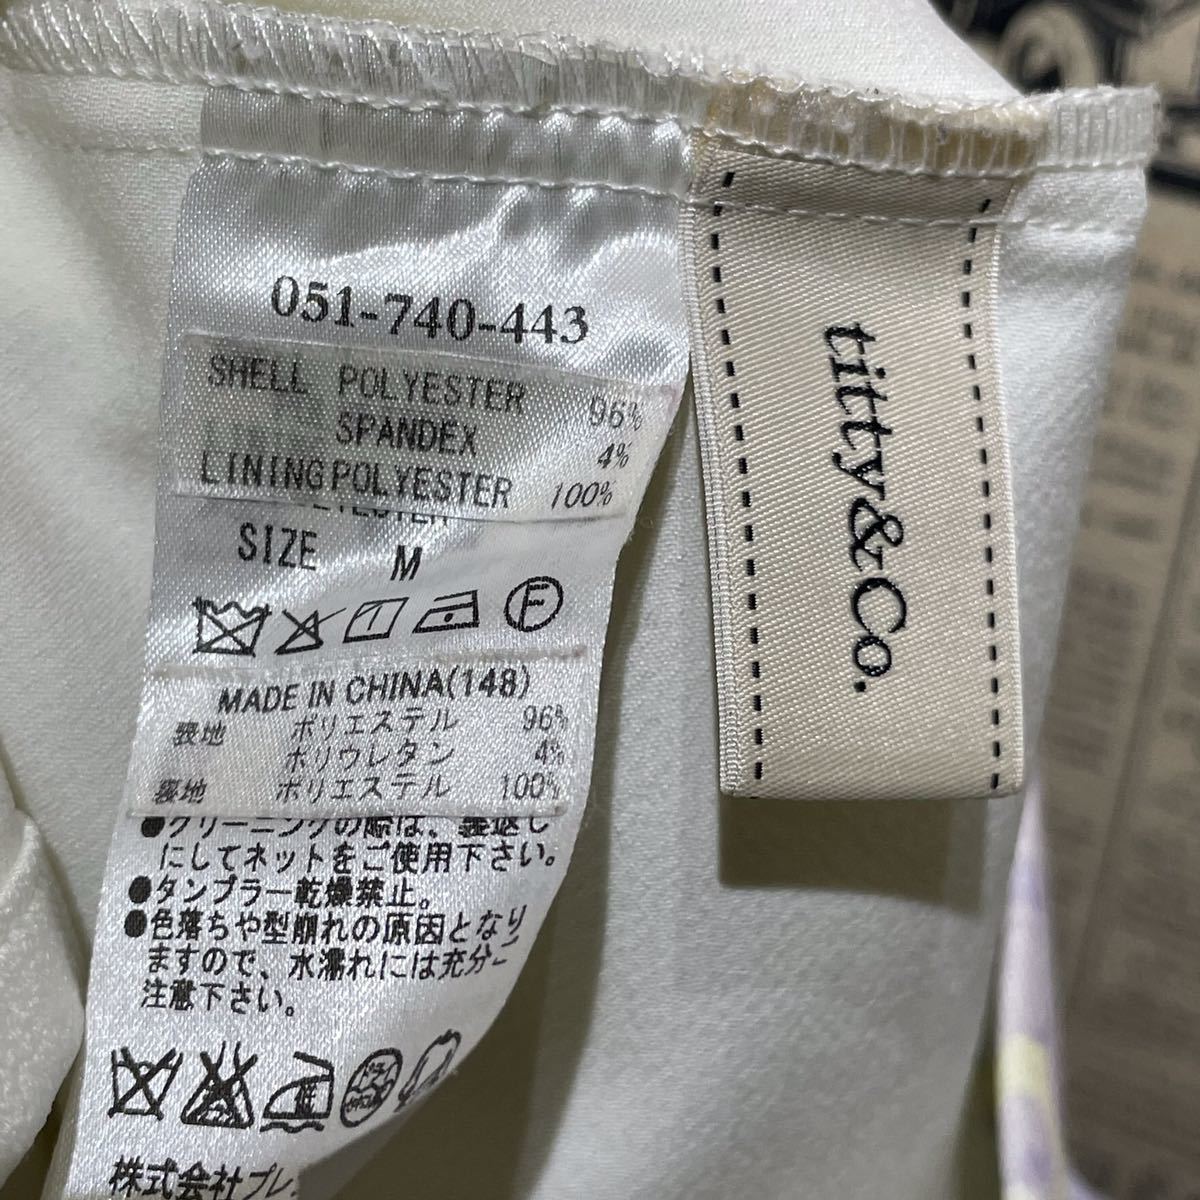 051-740-443
SHELL POLYESTER 96%
SPANDEX 4%
LINING POLYESTER 100%
SIZE M
F
MADE IN CHINA(148)
表地 ポリエステル 96%
ポリウレタン 4%
裏地 ポリエステル 100%
●クリーニングの際は、裏返し
にしてネットをご使用下さい。
●タンブラー乾燥禁止。
●色落ちや型崩れの原因となり
ますので、水濡れには充分
注意下さい。
株式会社プレ
titty&Co.